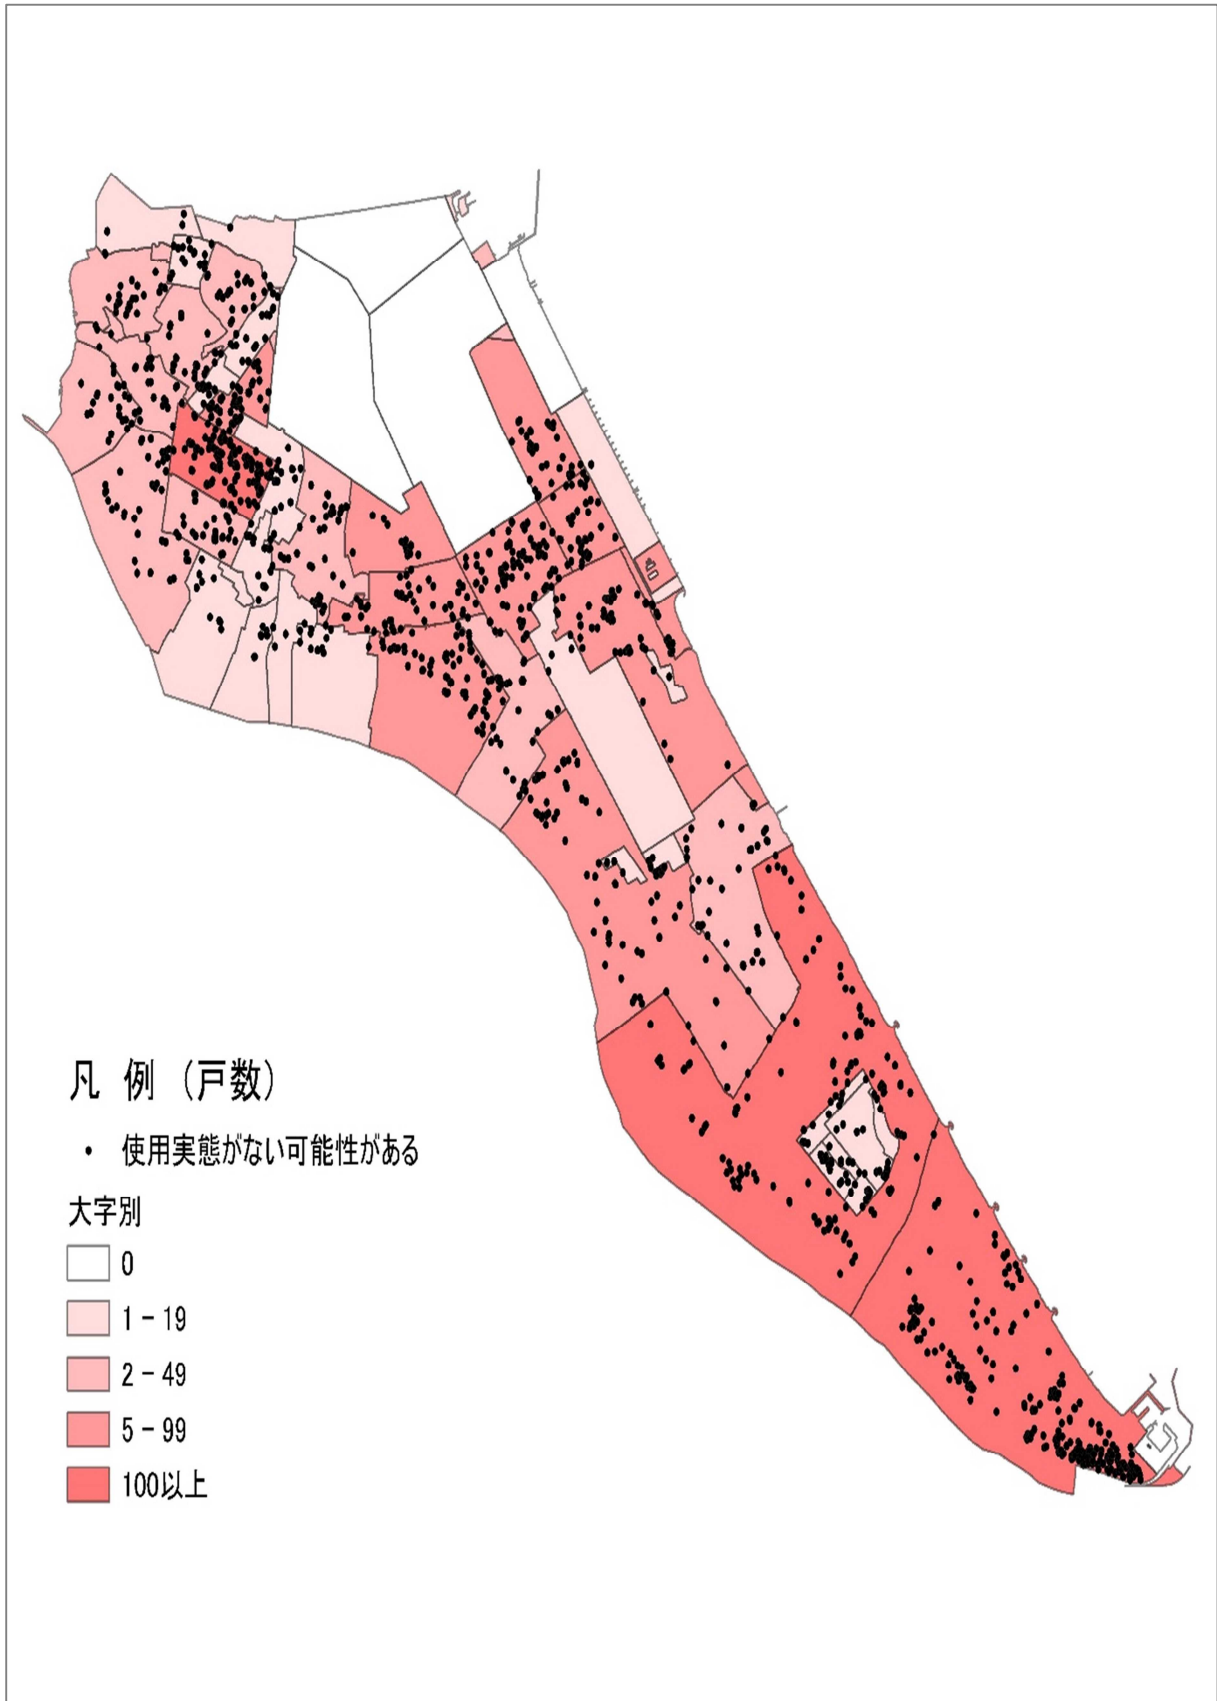 凡 例 (戸数)
使用実態がない可能性がある
大字別
0
1 - 19
2 - 49
5 - 99
100以上